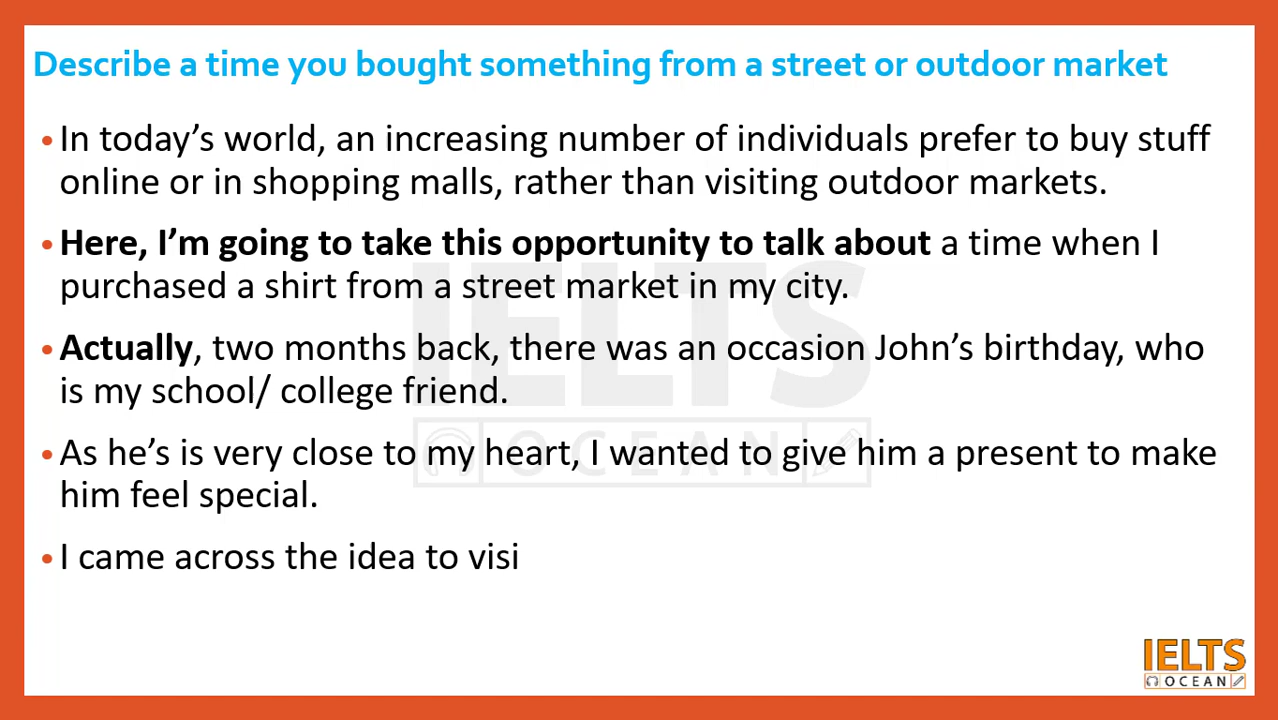 Describe a time you bought something from a street or outdoor market
• In today’s world, an increasing number of individuals prefer to buy stuff
online or in shopping malls, rather than visiting outdoor markets.
• Here, I’m going to take this opportunity to talk about a time when I
purchased a shirt from a street market in my city.
• Actually, two months back, there was an occasion John’s birthday, who
is my school/ college friend.
• As he’s is very close to my heart, I wanted to give him a present to make
him feel special.
• I came across the idea to visi
IELTS
OCEAN
IELTS
OCEAN